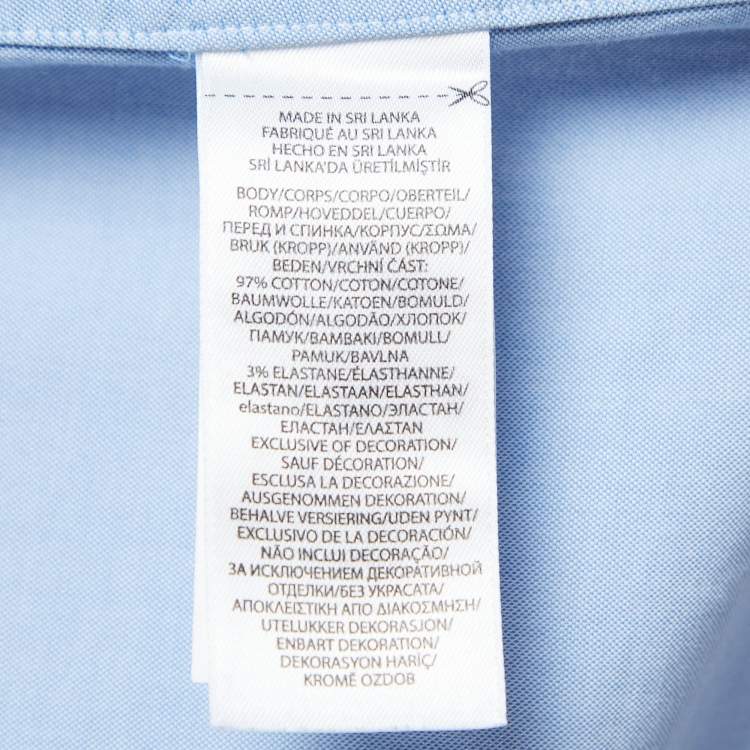 MADE IN SRI LANKA
FABRIQUÉ AU SRI LANKA
HECHO EN SRI LANKA
SRİ LANKA'DA ÜRETİLMİŞTİR
BODY/CORPS/CORPO/OBERTEIL/
ROMP/HOVEDDEL/CUERPO/
ПЕРЕД И СПИНКА/КОРПУС/ΣΩΜΑ/
BRUK (KROPP)/ANVÄND (KROPP)/
BEDEN/VRCHNÍ ČÁST:
97% COTTON/COTON/COTONE/
BAUMWOLLE/KATOEN/BOMULD/
ALGODÓN/ALGODÃO/ХЛОПОК/
ПАМУК/ΒΑΜΒΑΚΙ/BOMULL/
PAMUK/BAVLNA
3% ELASTANE/ÉLASTHANNE/
ELASTAN/ELASTAAN/ELASTHAN/
elastano/ELASTANO/ЭЛАСТАН/
ЕЛАСТАН/ΕΛΑΣΤΑΝ
EXCLUSIVE OF DECORATION/
SAUF DÉCORATION/
ESCLUSA LA DECORAZIONE/
AUSGENOMMEN DEKORATION/
BEHALVE VERSIERING/UDEN PYNT/
EXCLUSIVO DE LA DECORACIÓN/
NÃO INCLUI DECORAÇÃO/
ЗА ИСКЛЮЧЕНИЕМ ДЕКОРАТИВНОЙ
ОТДЕЛКИ/БЕЗ УКРАСАТА/
ΑΠΟΚΛΕΙΣΤΙΚΗ ΑΠΟ ΔΙΑΚΟΣΜΗΣΗ/
UTELUKKER DEKORASJON/
ENBART DEKORATION/
DEKORASYON HARİÇ/
KROMĚ OZDOB